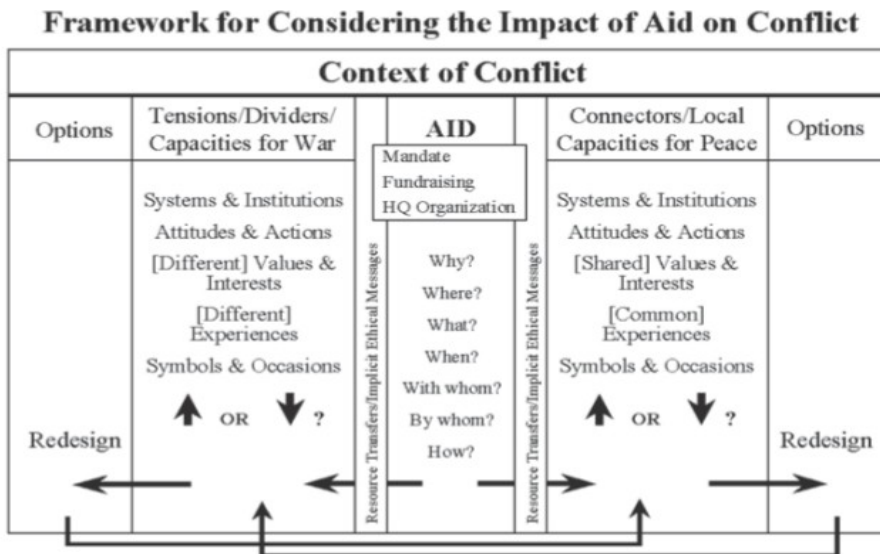 Framework for Considering the Impact of Aid on Conflict
Context of Conflict
Options
Tensions/Dividers/
Capacities for War
AID
Connectors/Local
Capacities for Peace
Options
Mandate
Fundraising
HQ Organization
Systems & Institutions
Attitudes & Actions
[Different] Values &
Interests
[Different]
Experiences
Symbols & Occasions
OR
?
Redesign
Resource Transfers/Implicit Ethical Messages
Why?
Where?
What?
When?
With whom?
By whom?
How?
Resource Transfers/Implicit Ethical Messages
Systems & Institutions
Attitudes & Actions
[Shared] Values &
Interests
[Common]
Experiences
Symbols & Occasions
OR
?
Redesign